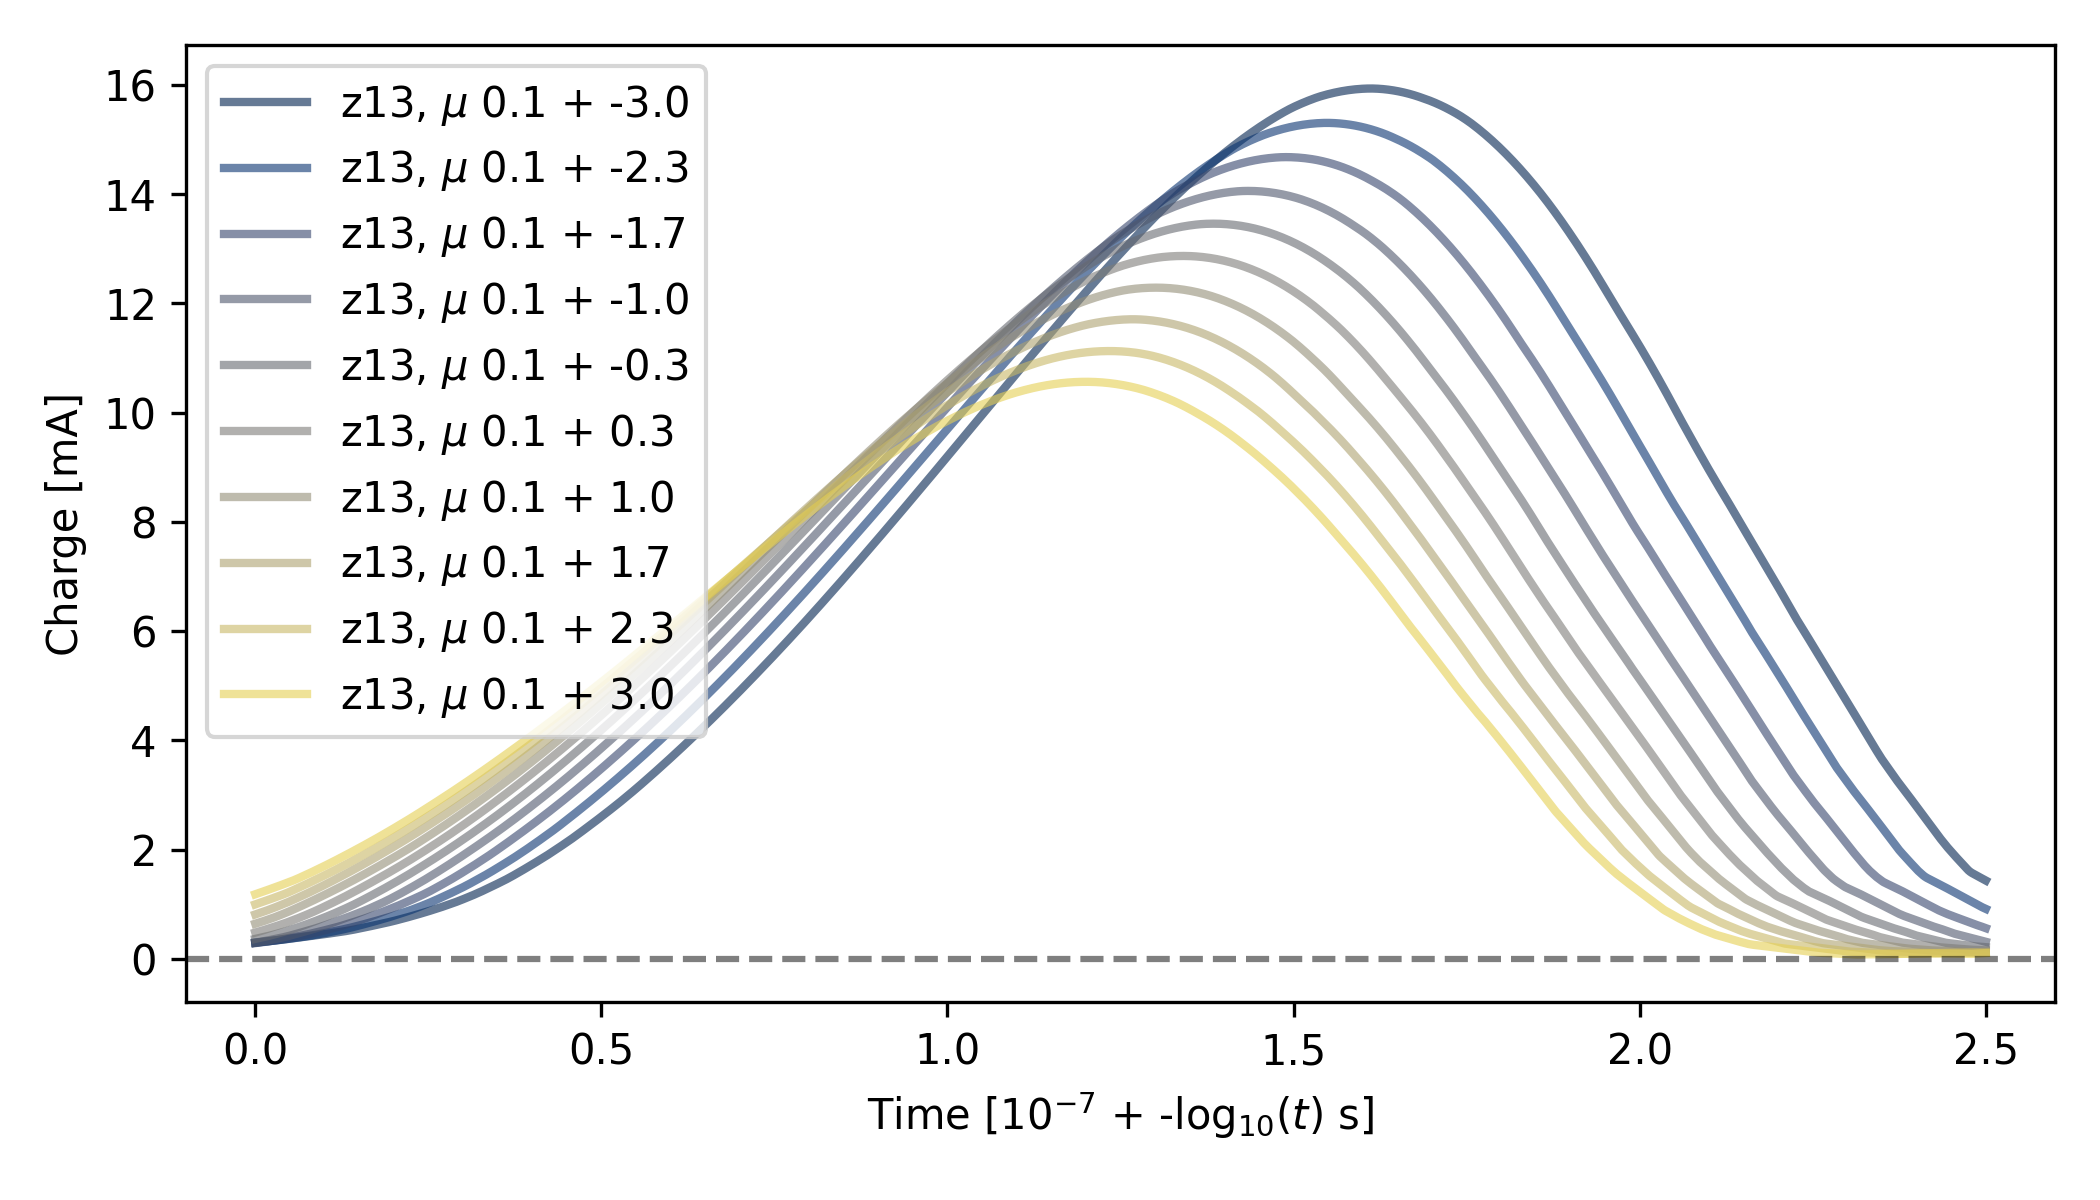 16
14
12
10
8
6
4
2
0
Charge [mA]
z13, μ 0.1 + -3.0
z13, μ 0.1 + -2.3
z13, μ 0.1 + -1.7
z13, μ 0.1 + -1.0
z13, μ 0.1 + -0.3
z13, μ 0.1 + 0.3
z13, μ 0.1 + 1.0
z13, μ 0.1 + 1.7
z13, μ 0.1 + 2.3
z13, μ 0.1 + 3.0
0.0 0.5 1.0 1.5 2.0 2.5
Time [10⁻⁷ + -log₁₀(t) s]